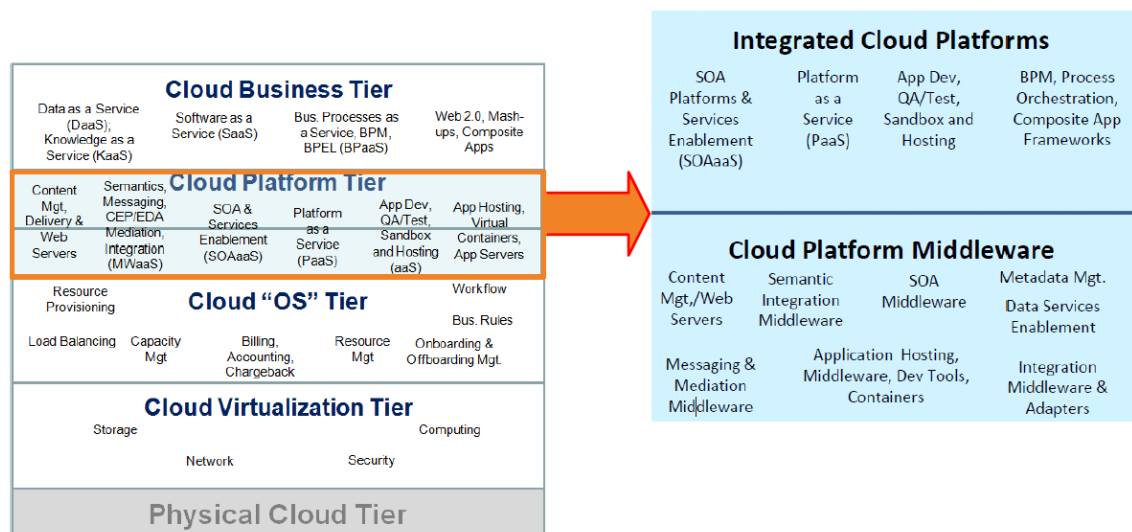 Cloud Business Tier
Data as a Service
(DaaS);
Knowledge as a
Service (KaaS)
Software as a
Service (SaaS)
Bus. Processes as
a Service, BPM,
BPEL (BPaaS)
Web 2.0, Mash-
ups, Composite
Apps
Cloud Platform Tier
Content
Mgt,
Delivery &
Web
Servers
Semantics,
Messaging,
CEP/EDA
Mediation,
Integration
(MWaaS)
SOA &
Services
Enablement
(SOAaaS)
Platform
as a
Service
(PaaS)
App Dev,
QA/Test,
Sandbox
and Hosting
(aaS)
App Hosting,
Virtual
Containers,
App Servers
Cloud “OS” Tier
Resource
Provisioning
Workflow
Bus. Rules
Load Balancing
Capacity
Mgt
Billing,
Accounting,
Chargeback
Resource
Mgt
Onboarding &
Offboarding Mgt.
Cloud Virtualization Tier
Storage
Computing
Network
Security
Physical Cloud Tier
Integrated Cloud Platforms
SOA
Platforms &
Services
Enablement
(SOAaaS)
Platform
as a
Service
(PaaS)
App Dev,
QA/Test,
Sandbox and
Hosting
BPM, Process
Orchestration,
Composite App
Frameworks
Cloud Platform Middleware
Content
Mgt,/Web
Servers
Semantic
Integration
Middleware
SOA
Middleware
Metadata Mgt.
Data Services
Enablement
Messaging &
Mediation
Middleware
Application Hosting,
Middleware, Dev Tools,
Containers
Integration
Middleware &
Adapters